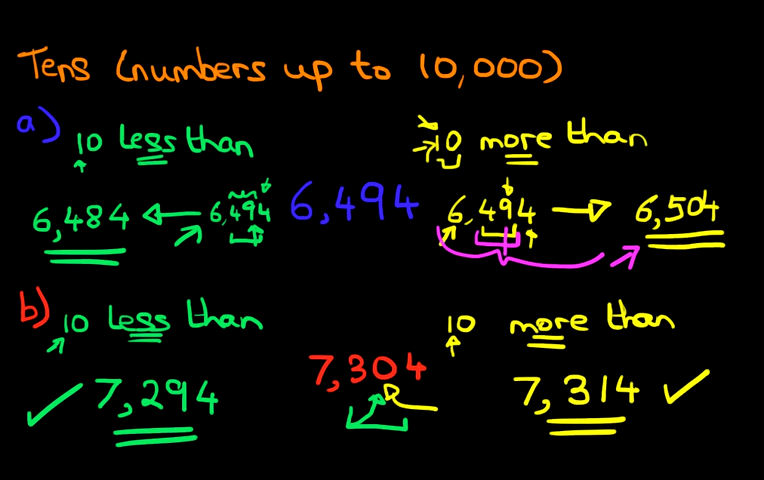 Tens (numbers up to 10,000)
a)
10 less than
10 more than
6,484
6,494
6,494
6,494
6,504
b)
10 less than
10 more than
7,304
7,294
7,314